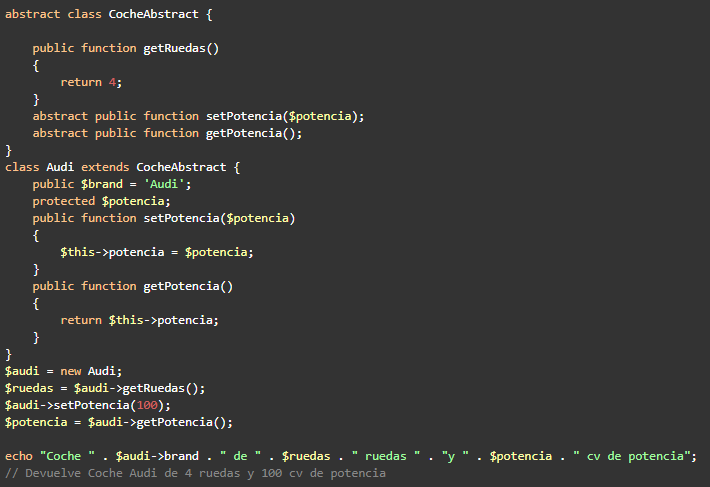 abstract class CocheAbstract {
    public function getRuedas()
    {
        return 4;
    }
    abstract public function setPotencia($potencia);
    abstract public function getPotencia();
}
class Audi extends CocheAbstract {
    public $brand = 'Audi';
    protected $potencia;
    public function setPotencia($potencia)
    {
        $this->potencia = $potencia;
    }
    public function getPotencia()
    {
        return $this->potencia;
    }
}
$audi = new Audi;
$ruedas = $audi->getRuedas();
$audi->setPotencia(100);
$potencia = $audi->getPotencia();
echo "Coche " . $audi->brand . " de " . $ruedas . " ruedas " . "y " . $potencia . " cv de potencia";
// Devuelve Coche Audi de 4 ruedas y 100 cv de potencia